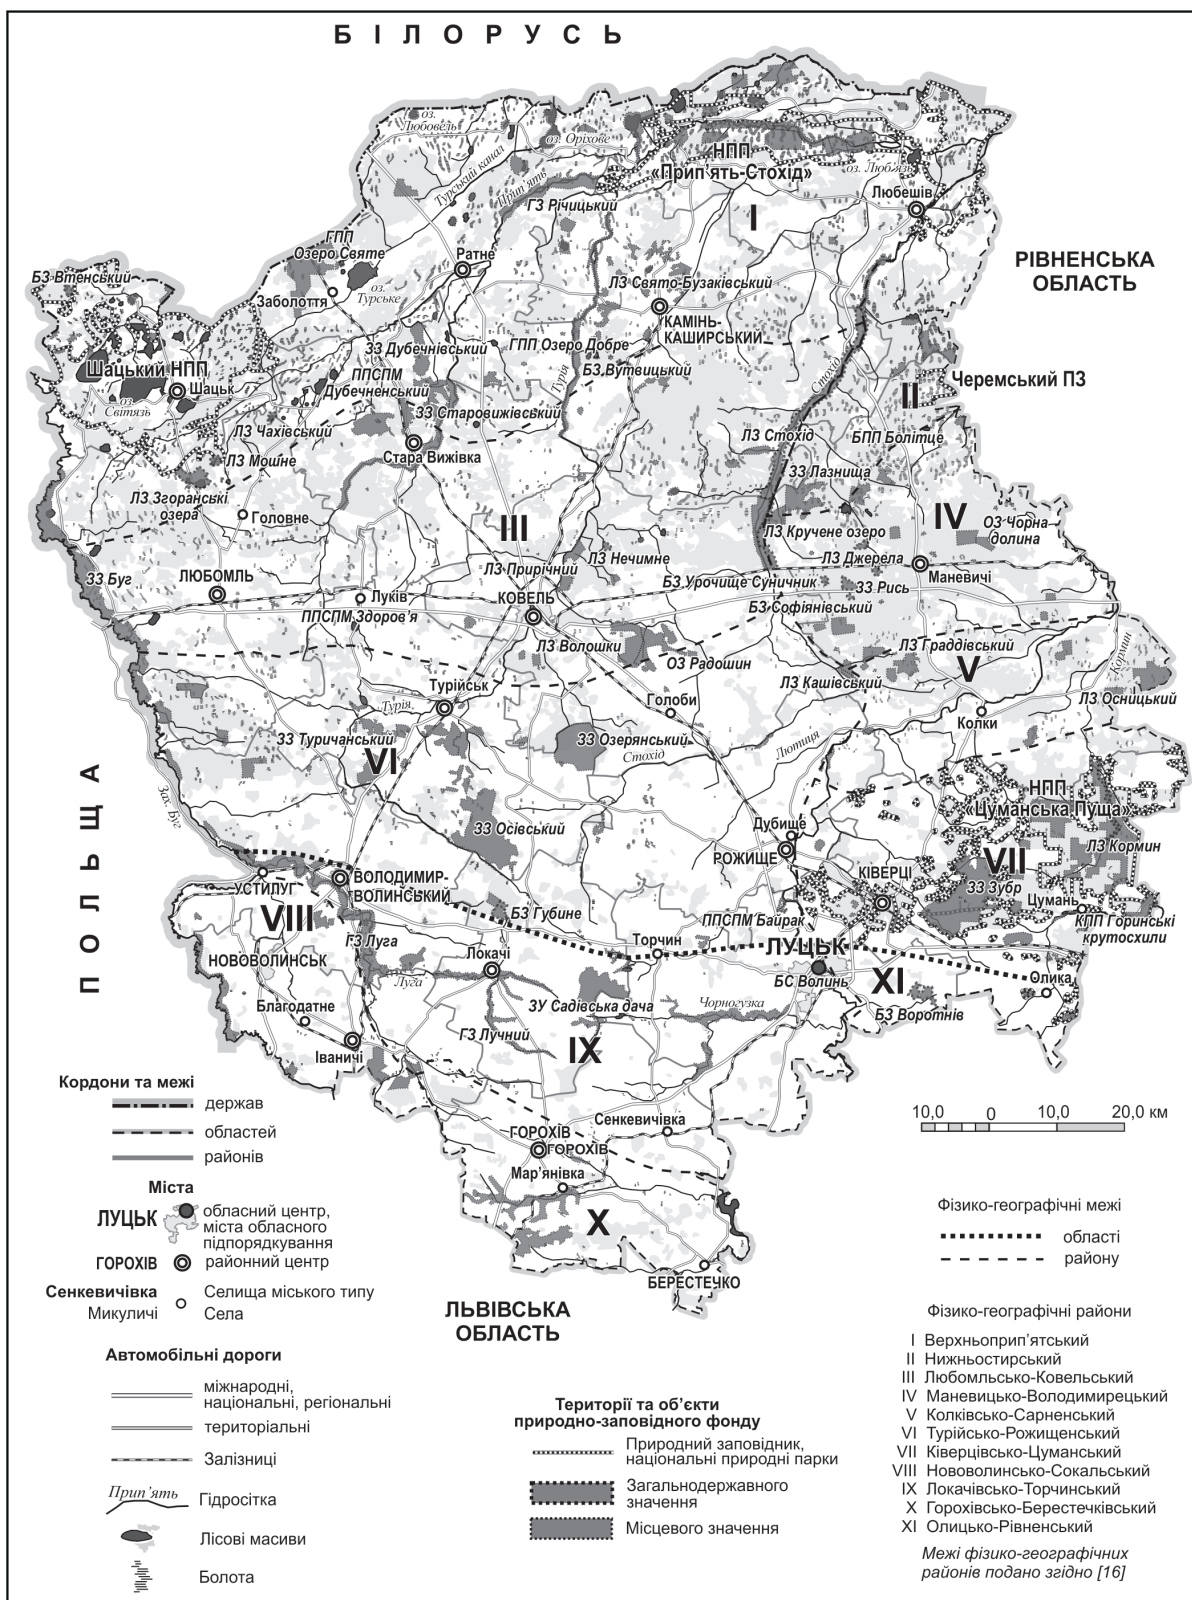 БІЛОРУСЬ
оз.
Любовель
оз. Оріхове
Турський канал
Прип'ять
НПП
«Прип'ять-Стохід»
оз. Люб'язь
Любешів
ГЗ Річицький
I
РІВНЕНСЬКА
ОБЛАСТЬ
ГПП
Озеро Святе
Ратне
БЗ Втенський
оз.
Турське
Заболоття
ЛЗ Свято-Бузаківський
КАМІНЬ-
КАШИРСЬКИЙ
ЗЗ Дубечнівський
ГПП Озеро Добре
БЗ Вутвицький
Турія
Стохід
Шацький НПП
Шацьк
оз.
Світязь
ППСПМ
Дубечненський
ЗЗ Старовижівський
Черемський ПЗ
II
ЛЗ Чахівський
ЛЗ Мошне
Стара Вижівка
ЛЗ Стохід
БПП Болітце
ЗЗ Лазнища
ЛЗ Згоранські
озера
Головне
III
IV
ОЗ Чорна
долина
ЛЗ Кручене озеро
ЛЗ Нечимне
ЛЗ Джерела
Маневичі
ЗЗ Буг
ЛЮБОМЛЬ
ЛЗ Прирічний
БЗ Урочище Суничник
ЗЗ Рись
Луків
КОВЕЛЬ
ППСПМ Здоров'я
БЗ Софіянівський
ЛЗ Волошки
ОЗ Радошин
ЛЗ Граддівський
V
Кормин
ЛЗ Кашівський
ЛЗ Осницький
Турійськ
Турія
Голоби
Колки
ЗЗ Туричанський
VI
ЗЗ Озерянський
Стохід
Лютиця
ПОЛЬЩА
Зах. Буг
НПП
«Цуманська Пуща»
ЗЗ Осівський
Дубище
РОЖИЩЕ
ЛЗ Кормин
VII
КІВЕРЦІ
ЗЗ Зубр
Цумань
УСТИЛУГ
ВОЛОДИМИР-
ВОЛИНСЬКИЙ
VIII
БЗ Губине
ППСПМ Байрак
КПП Горинські
крутосхили
ГЗ Луга
Торчин
ЛУЦЬК
НОВОВОЛИНСЬК
Локачі
Луга
БС Волинь
XI
Олика
Благодатне
ЗУ Садівська дача
Чорногузка
БЗ Воротнів
ГЗ Лучний
IX
Іваничі
Сенкевичівка
ГОРОХІВ
ГОРОХІВ
Мар'янівка
X
БЕРЕСТЕЧКО
ЛЬВІВСЬКА
ОБЛАСТЬ
10,0 0 10,0 20,0 км
Кордони та межі
держав
областей
районів
Міста
ЛУЦЬК
обласний центр,
міста обласного
підпорядкування
ГОРОХІВ
районний центр
Сенкевичівка
Селища міського типу
Микуличі
Села
Автомобільні дороги
міжнародні,
національні, регіональні
територіальні
Залізниці
Прип'ять
Гідросітка
Лісові масиви
Болота
Території та об'єкти
природно-заповідного фонду
Природний заповідник,
національні природні парки
Загальнодержавного
значення
Місцевого значення
Фізико-географічні межі
області
району
Фізико-географічні райони
I Верхньоприп'ятський
II Нижньостирський
III Любомльсько-Ковельський
IV Маневицько-Володимирецький
V Колківсько-Сарненський
VI Турійсько-Рожищенський
VII Ківерцівсько-Цуманський
VIII Нововолинсько-Сокальський
IX Локачівсько-Торчинський
X Горохівсько-Берестечківський
XI Олицько-Рівненський
Межі фізико-географічних
районів подано згідно [16]